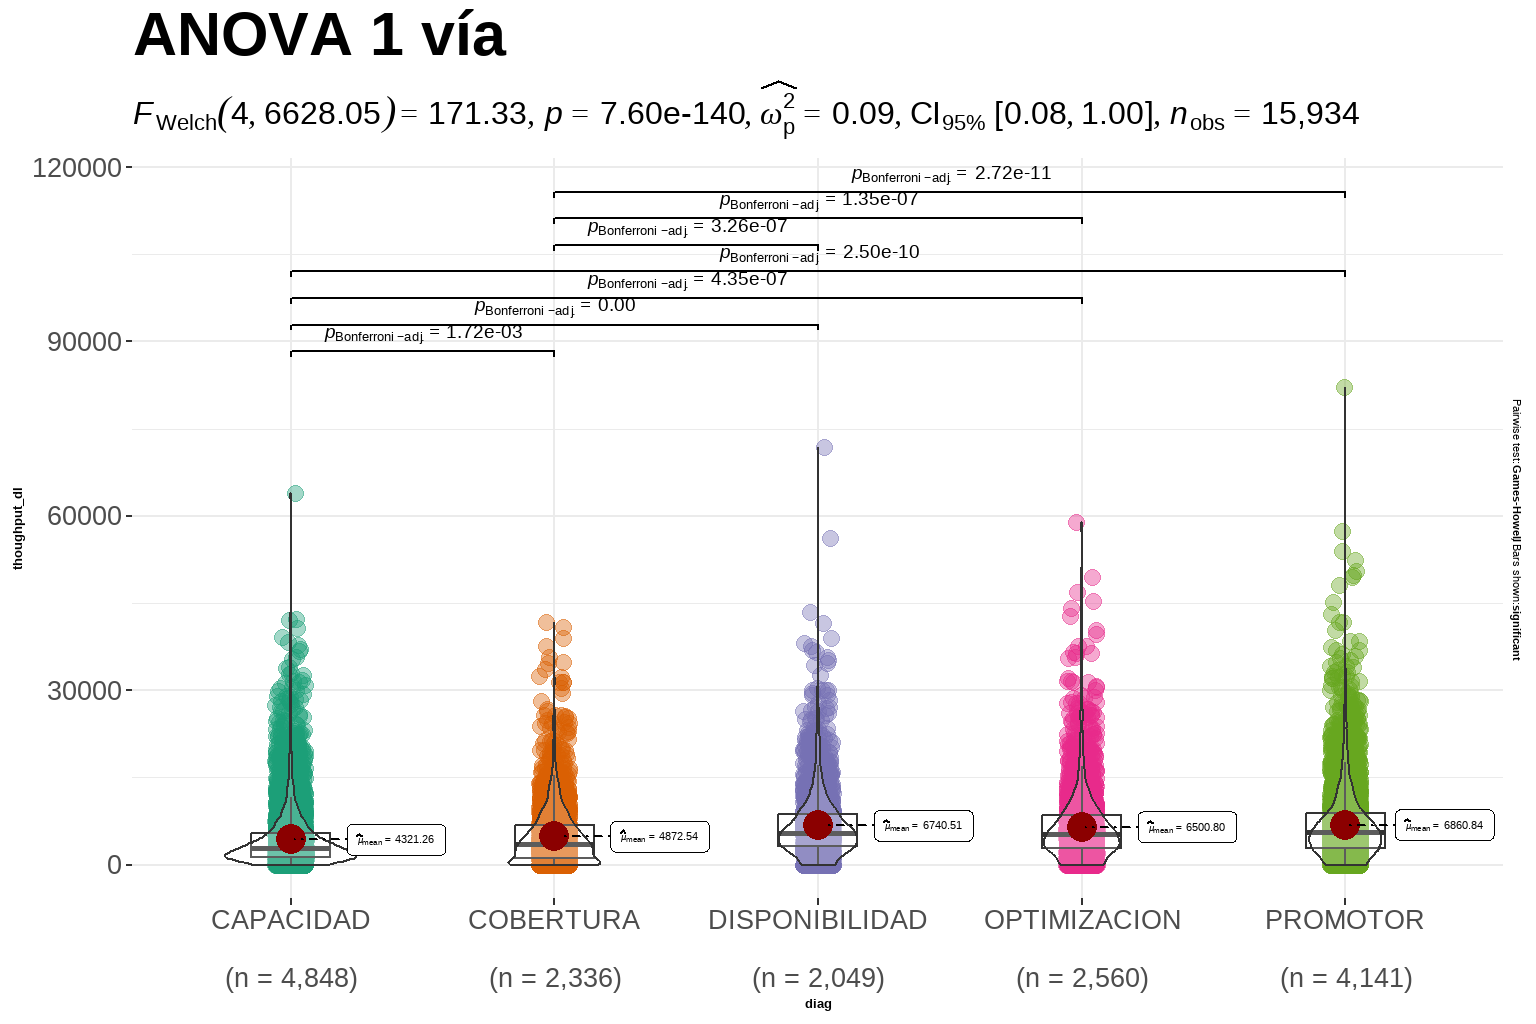 ANOVA 1 vía
F Welch(4, 6628.05) = 171.33, p = 7.60e-140, ω̂²p = 0.09, CI95% [0.08, 1.00], nobs = 15,934
120000
90000
60000
30000
0
thoughput_dl
pBonferroni−adj. = 2.72e-11
pBonferroni−adj. = 1.35e-07
pBonferroni−adj. = 3.26e-07
pBonferroni−adj. = 2.50e-10
pBonferroni−adj. = 4.35e-07
pBonferroni−adj. = 0.00
pBonferroni−adj. = 1.72e-03
μ̂mean = 4321.26
μ̂mean = 4872.54
μ̂mean = 6740.51
μ̂mean = 6500.80
μ̂mean = 6860.84
Pairwise test: Games-Howell, Bars shown: significant
CAPACIDAD
(n = 4,848)
COBERTURA
(n = 2,336)
DISPONIBILIDAD
(n = 2,049)
OPTIMIZACION
(n = 2,560)
PROMOTOR
(n = 4,141)
diag